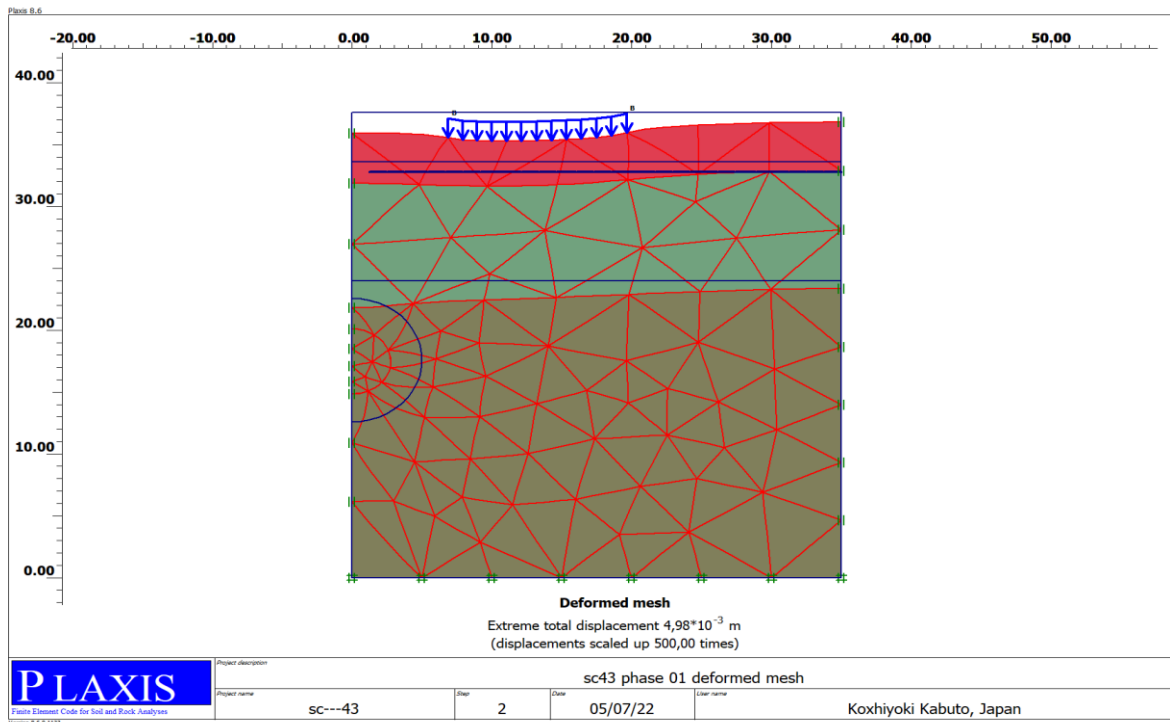 Plaxis 8.6
-20.00 -10.00 0.00 10.00 20.00 30.00 40.00 50.00
40.00
30.00
20.00
10.00
0.00
B B
Deformed mesh
Extreme total displacement 4,98*10-3 m
(displacements scaled up 500,00 times)
PLAXIS
Finite Element Code for Soil and Rock Analyses
Project description
sc43 phase 01 deformed mesh
Project name Step Date User name
sc---43 2 05/07/22 Koxhiyoki Kabuto, Japan